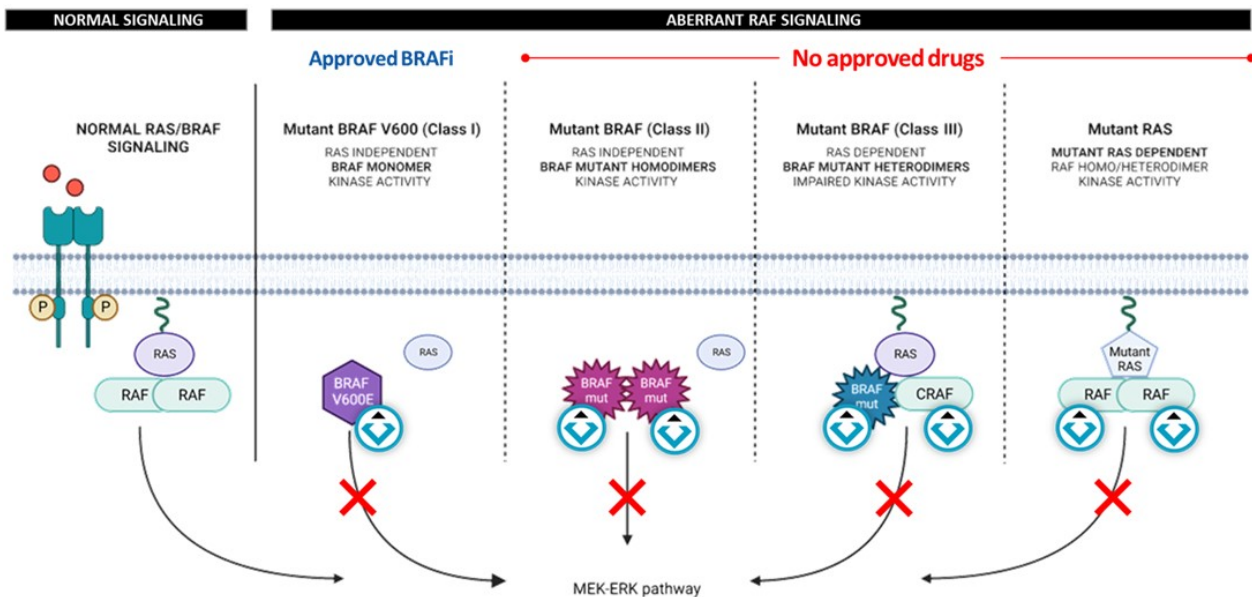 NORMAL SIGNALING
ABERRANT RAF SIGNALING
Approved BRAFi
No approved drugs
NORMAL RAS/BRAF
SIGNALING
Mutant BRAF V600 (Class I)
RAS INDEPENDENT
BRAF MONOMER
KINASE ACTIVITY
Mutant BRAF (Class II)
RAS INDEPENDENT
BRAF MUTANT HOMODIMERS
KINASE ACTIVITY
Mutant BRAF (Class III)
RAS DEPENDENT
BRAF MUTANT HETERODIMERS
IMPAIRED KINASE ACTIVITY
Mutant RAS
MUTANT RAS DEPENDENT
RAF HOMO/HETERODIMER
KINASE ACTIVITY
P
P
RAS
RAF
RAF
RAS
BRAF
V600E
RAS
BRAF
mut
BRAF
mut
RAS
BRAF
mut
CRAF
Mutant
RAS
RAF
RAF
MEK-ERK pathway